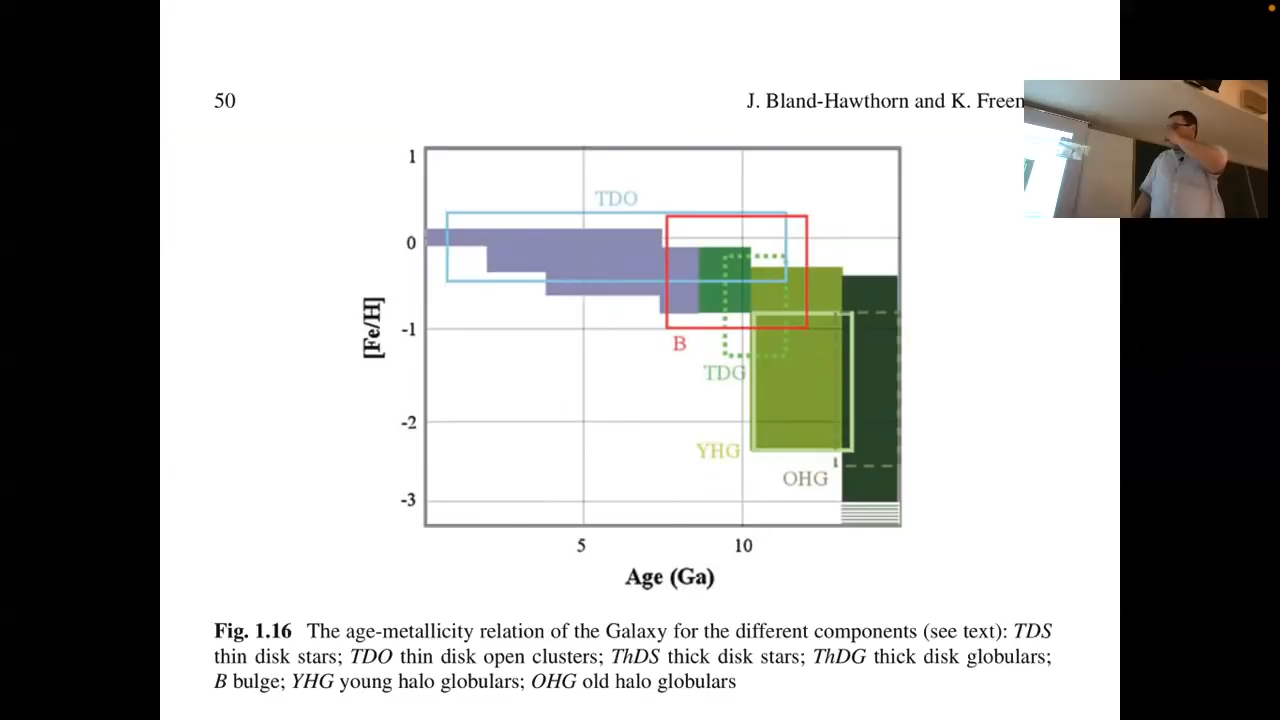 50
J. Bland-Hawthorn and K. Freen
1
TDO
0
[Fe/H]
-1
B
TDG
-2
YHG
OHG
-3
5
10
Age (Ga)
Fig. 1.16 The age-metallicity relation of the Galaxy for the different components (see text): TDS
thin disk stars; TDO thin disk open clusters; ThDS thick disk stars; ThDG thick disk globulars;
B bulge; YHG young halo globulars; OHG old halo globulars